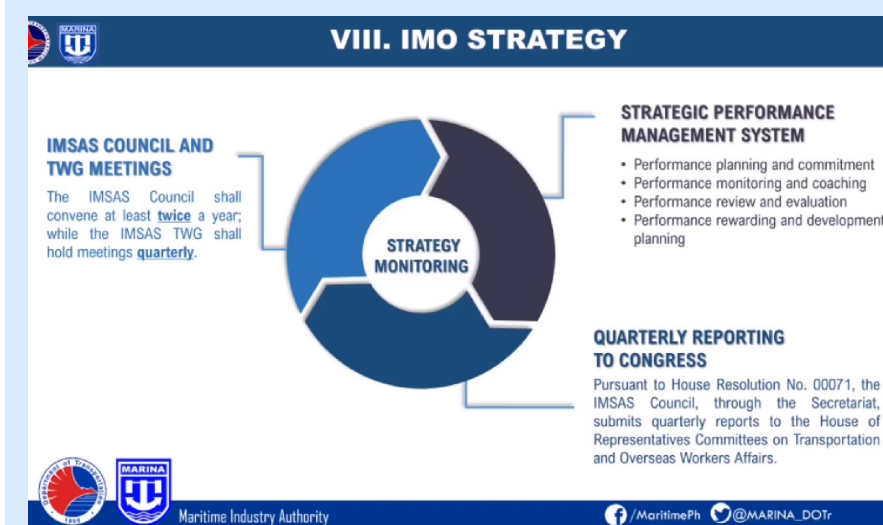 MARINA
VIII. IMO STRATEGY
IMSAS COUNCIL AND
TWG MEETINGS
The IMSAS Council shall
convene at least twice a year;
while the IMSAS TWG shall
hold meetings quarterly.
STRATEGY
MONITORING
STRATEGIC PERFORMANCE
MANAGEMENT SYSTEM
• Performance planning and commitment
• Performance monitoring and coaching
• Performance review and evaluation
• Performance rewarding and development
planning
QUARTERLY REPORTING
TO CONGRESS
Pursuant to House Resolution No. 00071, the
IMSAS Council, through the Secretariat,
submits quarterly reports to the House of
Representatives Committees on Transportation
and Overseas Workers Affairs.
Department of Transportation
1899
MARINA
Maritime Industry Authority
/MaritimePh
@MARINA_DOTr